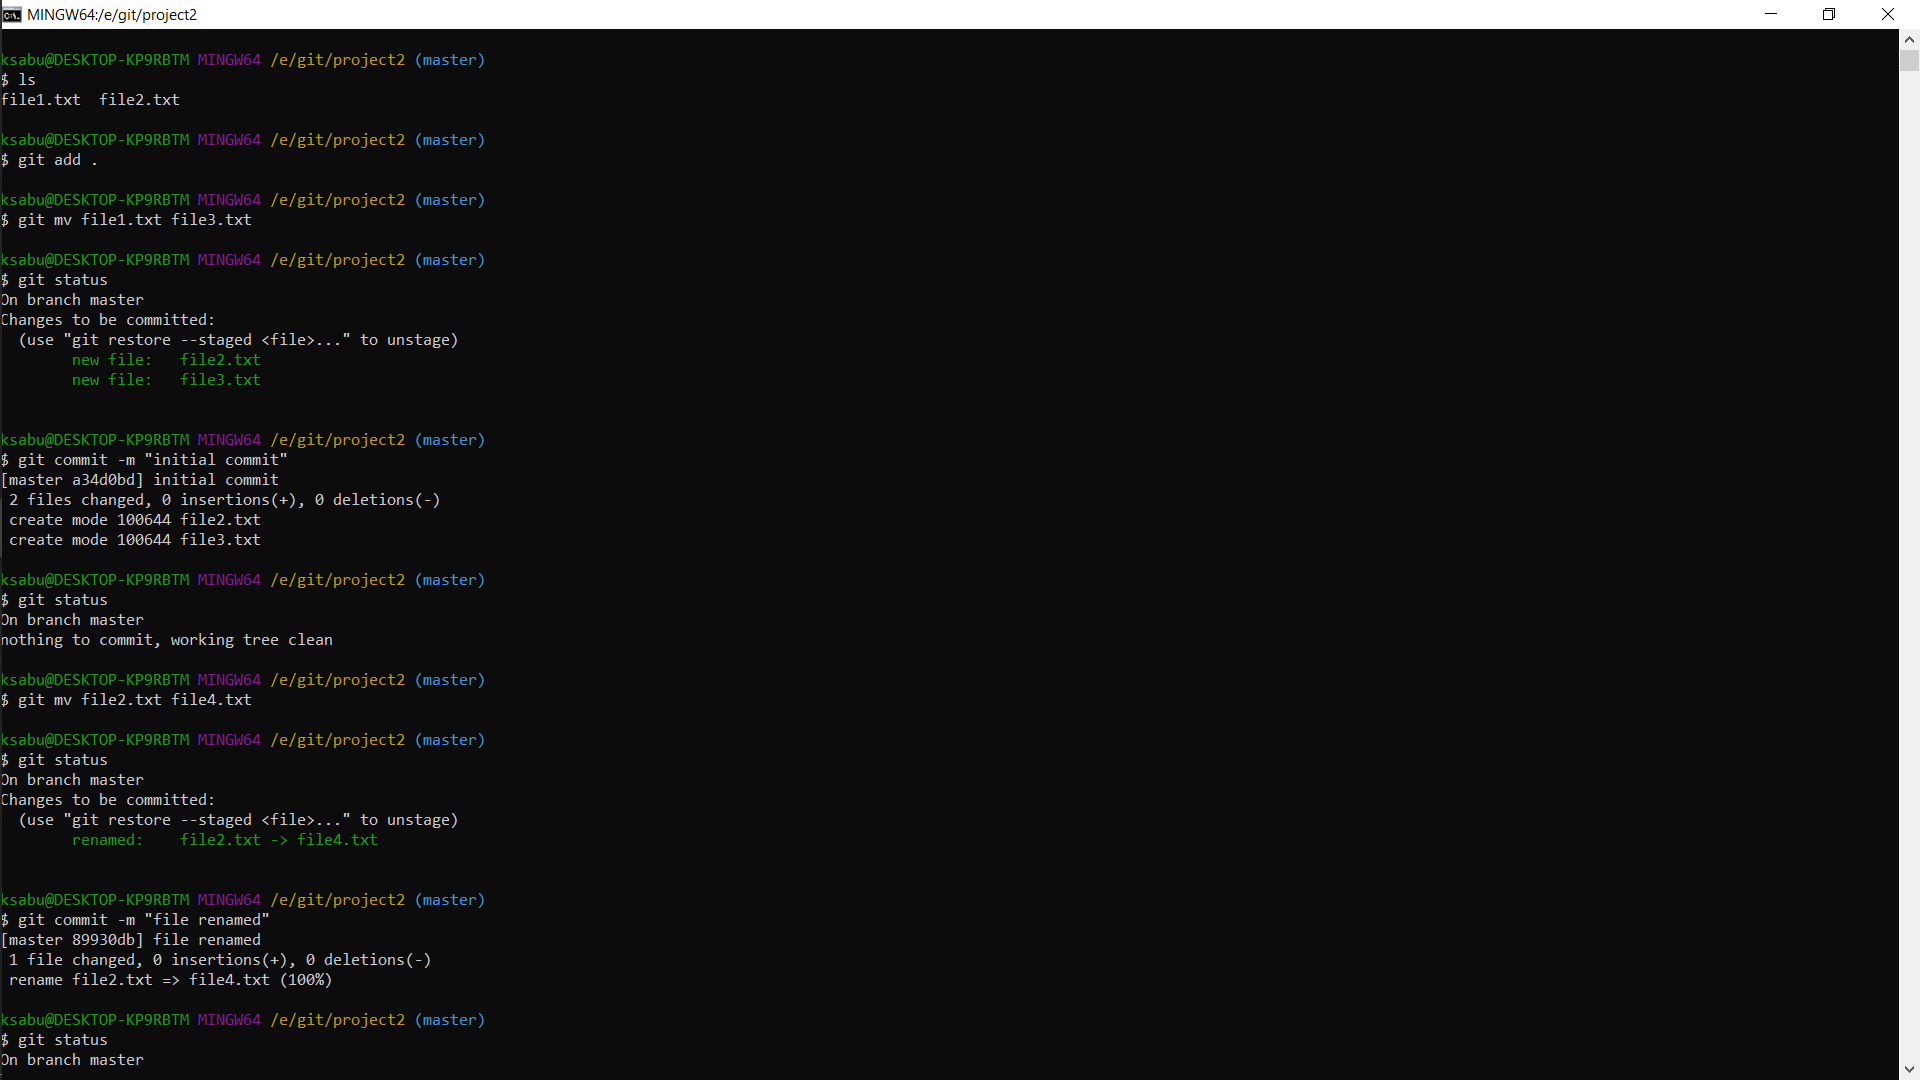 MINGW64:/e/git/project2
ksabu@DESKTOP-KP9RBTM MINGW64 /e/git/project2 (master)
$ ls
file1.txt  file2.txt
ksabu@DESKTOP-KP9RBTM MINGW64 /e/git/project2 (master)
$ git add .
ksabu@DESKTOP-KP9RBTM MINGW64 /e/git/project2 (master)
$ git mv file1.txt file3.txt
ksabu@DESKTOP-KP9RBTM MINGW64 /e/git/project2 (master)
$ git status
On branch master
Changes to be committed:
  (use "git restore --staged <file>..." to unstage)
        new file:   file2.txt
        new file:   file3.txt
ksabu@DESKTOP-KP9RBTM MINGW64 /e/git/project2 (master)
$ git commit -m "initial commit"
[master a34d0bd] initial commit
 2 files changed, 0 insertions(+), 0 deletions(-)
 create mode 100644 file2.txt
 create mode 100644 file3.txt
ksabu@DESKTOP-KP9RBTM MINGW64 /e/git/project2 (master)
$ git status
On branch master
nothing to commit, working tree clean
ksabu@DESKTOP-KP9RBTM MINGW64 /e/git/project2 (master)
$ git mv file2.txt file4.txt
ksabu@DESKTOP-KP9RBTM MINGW64 /e/git/project2 (master)
$ git status
On branch master
Changes to be committed:
  (use "git restore --staged <file>..." to unstage)
        renamed:    file2.txt -> file4.txt
ksabu@DESKTOP-KP9RBTM MINGW64 /e/git/project2 (master)
$ git commit -m "file renamed"
[master 89930db] file renamed
 1 file changed, 0 insertions(+), 0 deletions(-)
 rename file2.txt => file4.txt (100%)
ksabu@DESKTOP-KP9RBTM MINGW64 /e/git/project2 (master)
$ git status
On branch master